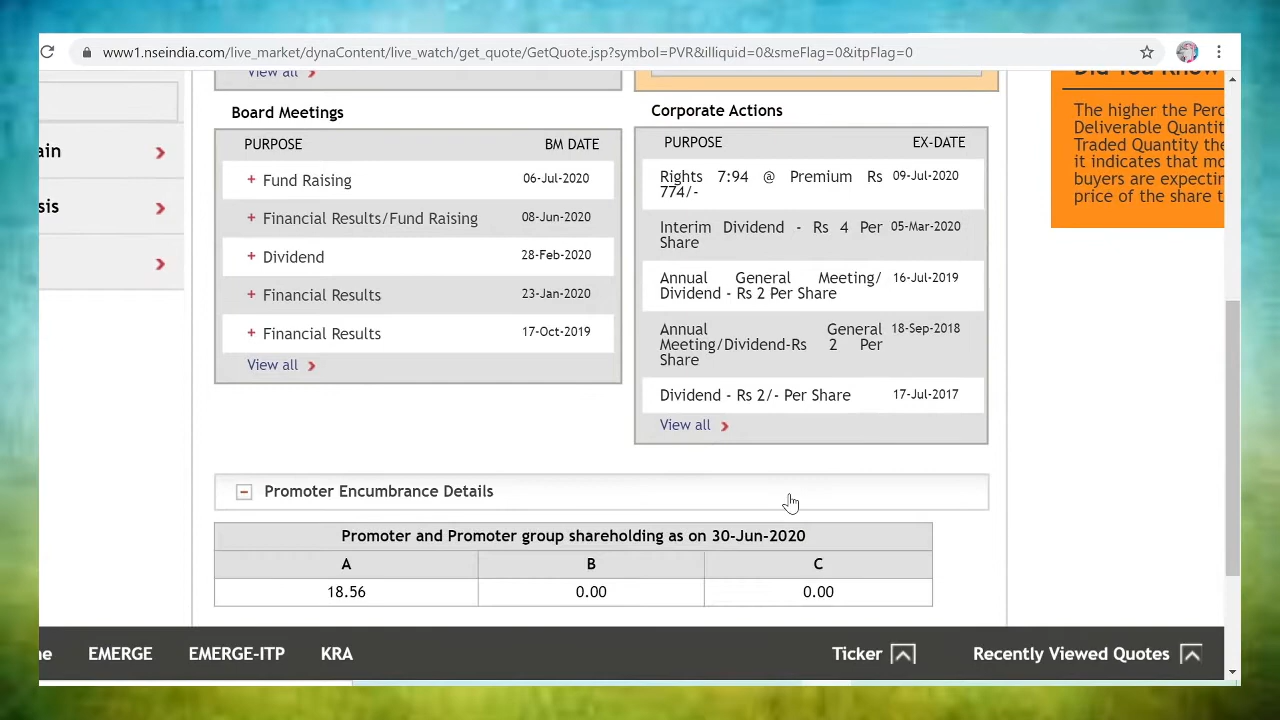 www1.nseindia.com/live_market/dynaContent/live_watch/get_quote/GetQuote.jsp?symbol=PVR&illiquid=0&smeFlag=0&itpFlag=0
View all
Did You Know
The higher the Perc
Deliverable Quantit
Traded Quantity the
it indicates that mo
buyers are expectin
price of the share t
ain
sis
Board Meetings
PURPOSE BM DATE
+ Fund Raising 06-Jul-2020
+ Financial Results/Fund Raising 08-Jun-2020
+ Dividend 28-Feb-2020
+ Financial Results 23-Jan-2020
+ Financial Results 17-Oct-2019
View all
Corporate Actions
PURPOSE EX-DATE
Rights 7:94 @ Premium Rs 09-Jul-2020
774/-
Interim Dividend - Rs 4 Per 05-Mar-2020
Share
Annual General Meeting/ 16-Jul-2019
Dividend - Rs 2 Per Share
Annual General 18-Sep-2018
Meeting/Dividend-Rs 2 Per
Share
Dividend - Rs 2/- Per Share 17-Jul-2017
View all
Promoter Encumbrance Details
Promoter and Promoter group shareholding as on 30-Jun-2020
A B C
18.56 0.00 0.00
ne EMERGE EMERGE-ITP KRA Ticker Recently Viewed Quotes